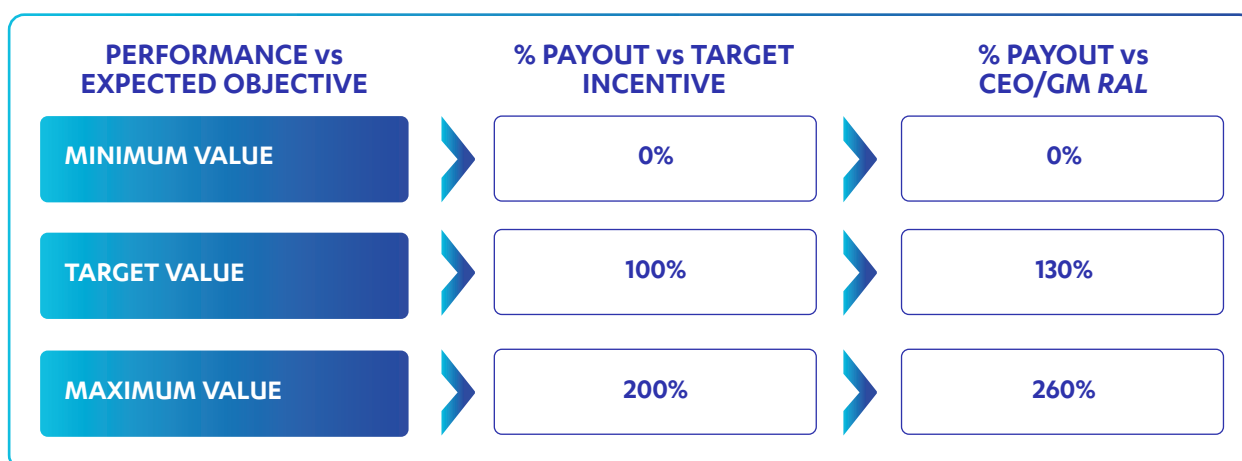 PERFORMANCE vs
EXPECTED OBJECTIVE
% PAYOUT vs TARGET
INCENTIVE
% PAYOUT vs
CEO/GM RAL
MINIMUM VALUE
0%
0%
TARGET VALUE
100%
130%
MAXIMUM VALUE
200%
260%